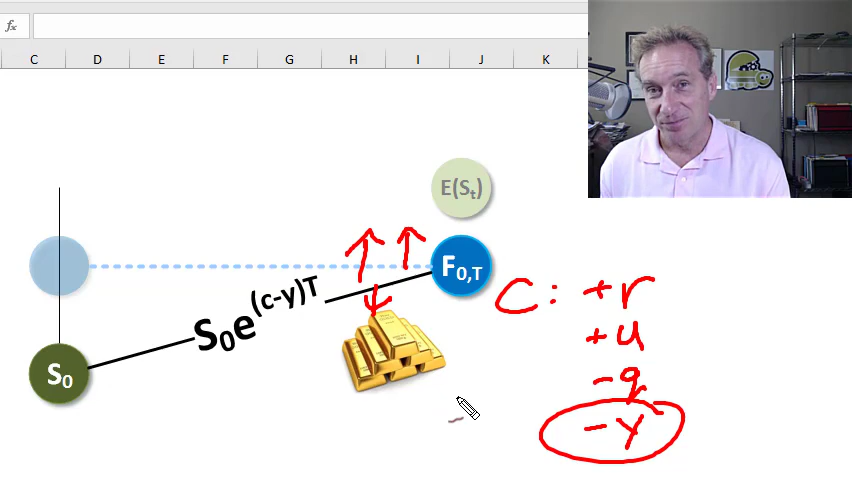 fx
C D E F G H I J K
E(St)
F0,T
S0e(c-y)T
S0
C: +r
+u
-q
-y